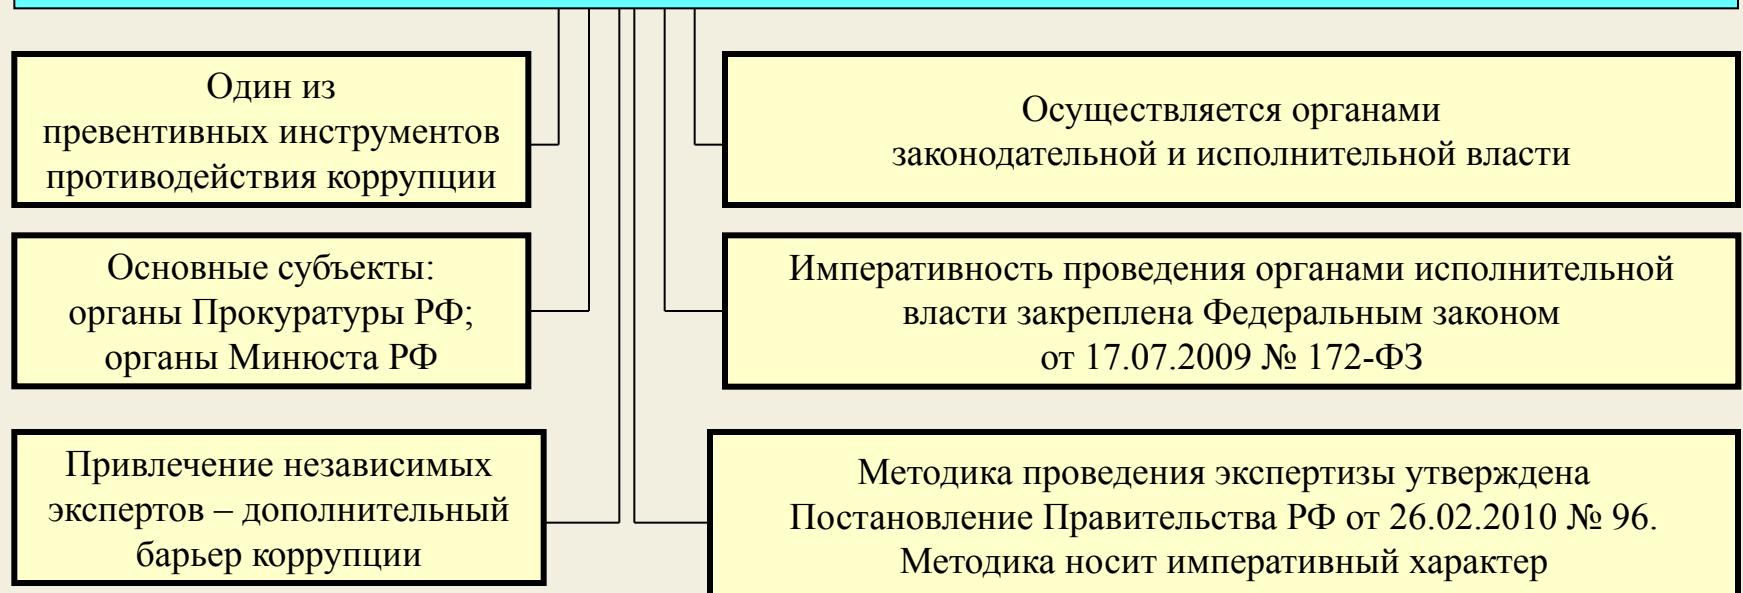 Один из
превентивных инструментов
противодействия коррупции
Осуществляется органами
законодательной и исполнительной власти
Основные субъекты:
органы Прокуратуры РФ;
органы Минюста РФ
Императивность проведения органами исполнительной
власти закреплена Федеральным законом
от 17.07.2009 № 172-ФЗ
Привлечение независимых
экспертов – дополнительный
барьер коррупции
Методика проведения экспертизы утверждена
Постановление Правительства РФ от 26.02.2010 № 96.
Методика носит императивный характер